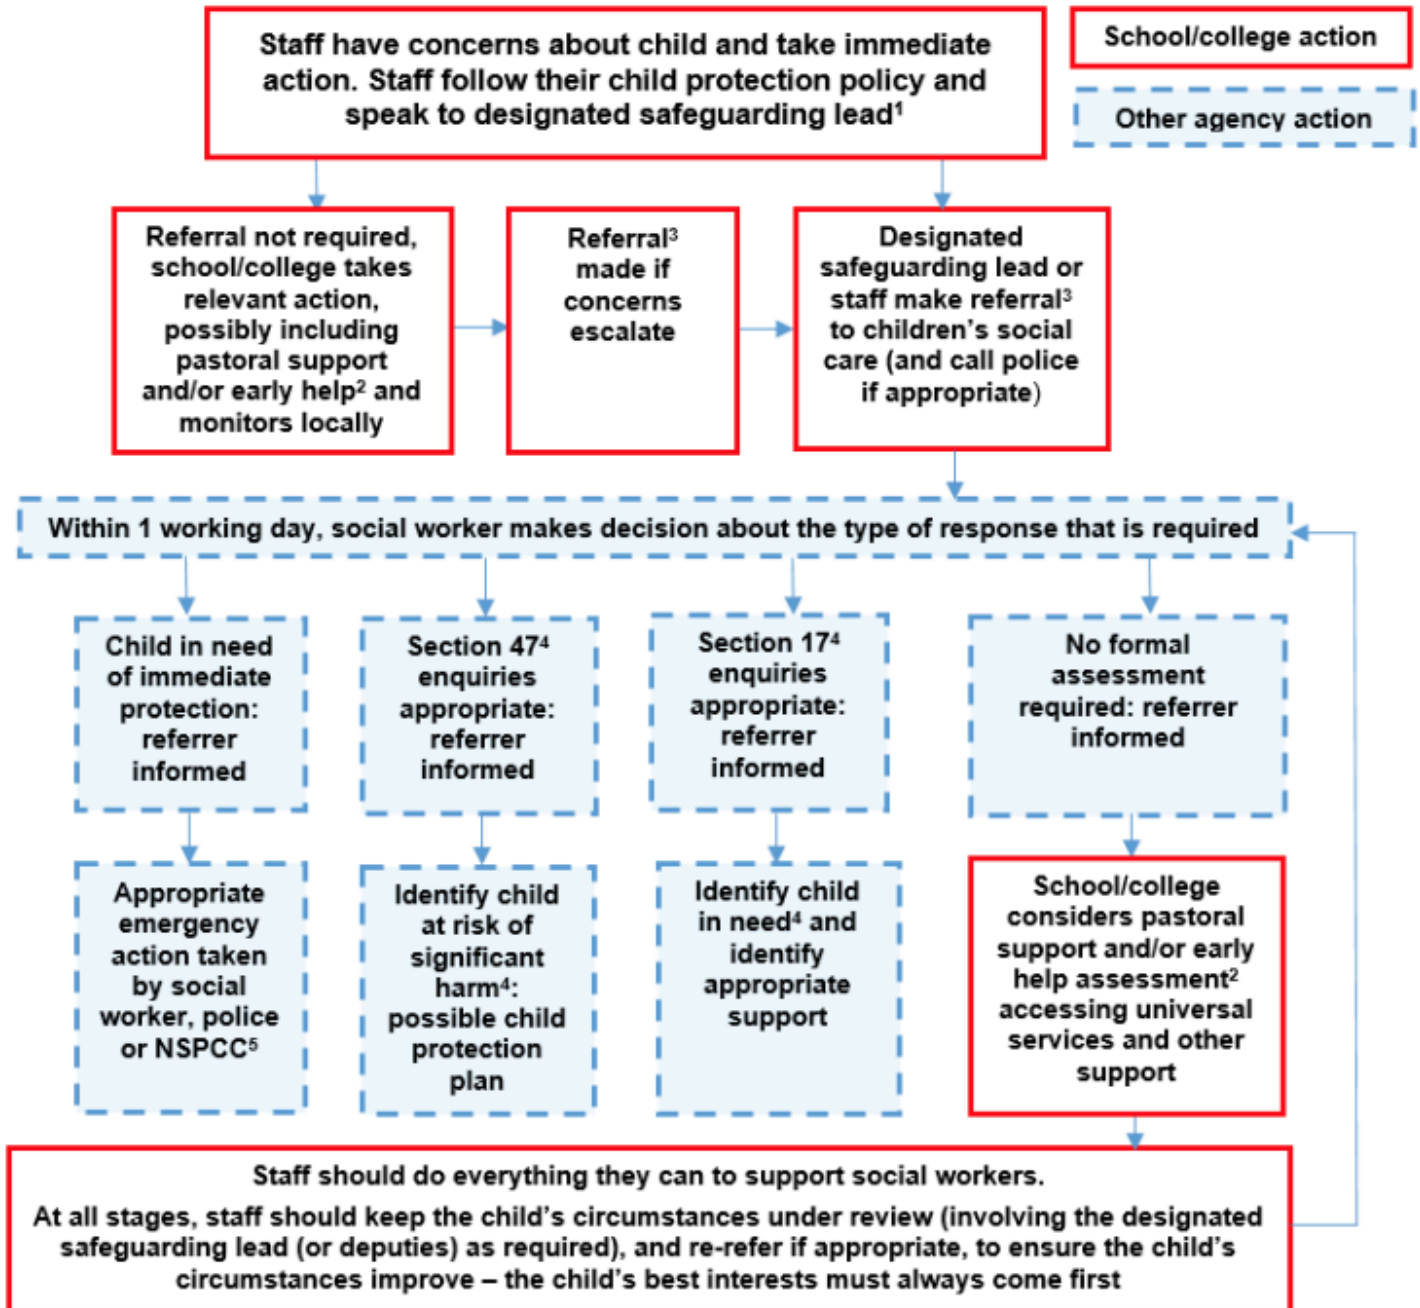 Staff have concerns about child and take immediate
action. Staff follow their child protection policy and
speak to designated safeguarding lead¹
School/college action
Other agency action
Referral not required,
school/college takes
relevant action,
possibly including
pastoral support
and/or early help² and
monitors locally
Referral³
made if
concerns
escalate
Designated
safeguarding lead or
staff make referral³
to children’s social
care (and call police
if appropriate)
Within 1 working day, social worker makes decision about the type of response that is required
Child in need
of immediate
protection:
referrer
informed
Section 47⁴
enquiries
appropriate:
referrer
informed
Section 17⁴
enquiries
appropriate:
referrer
informed
No formal
assessment
required: referrer
informed
Appropriate
emergency
action taken
by social
worker, police
or NSPCC⁵
Identify child
at risk of
significant
harm⁴:
possible child
protection
plan
Identify child
in need⁴ and
identify
appropriate
support
School/college
considers pastoral
support and/or early
help assessment²
accessing universal
services and other
support
Staff should do everything they can to support social workers.
At all stages, staff should keep the child’s circumstances under review (involving the designated
safeguarding lead (or deputies) as required), and re-refer if appropriate, to ensure the child’s
circumstances improve – the child’s best interests must always come first